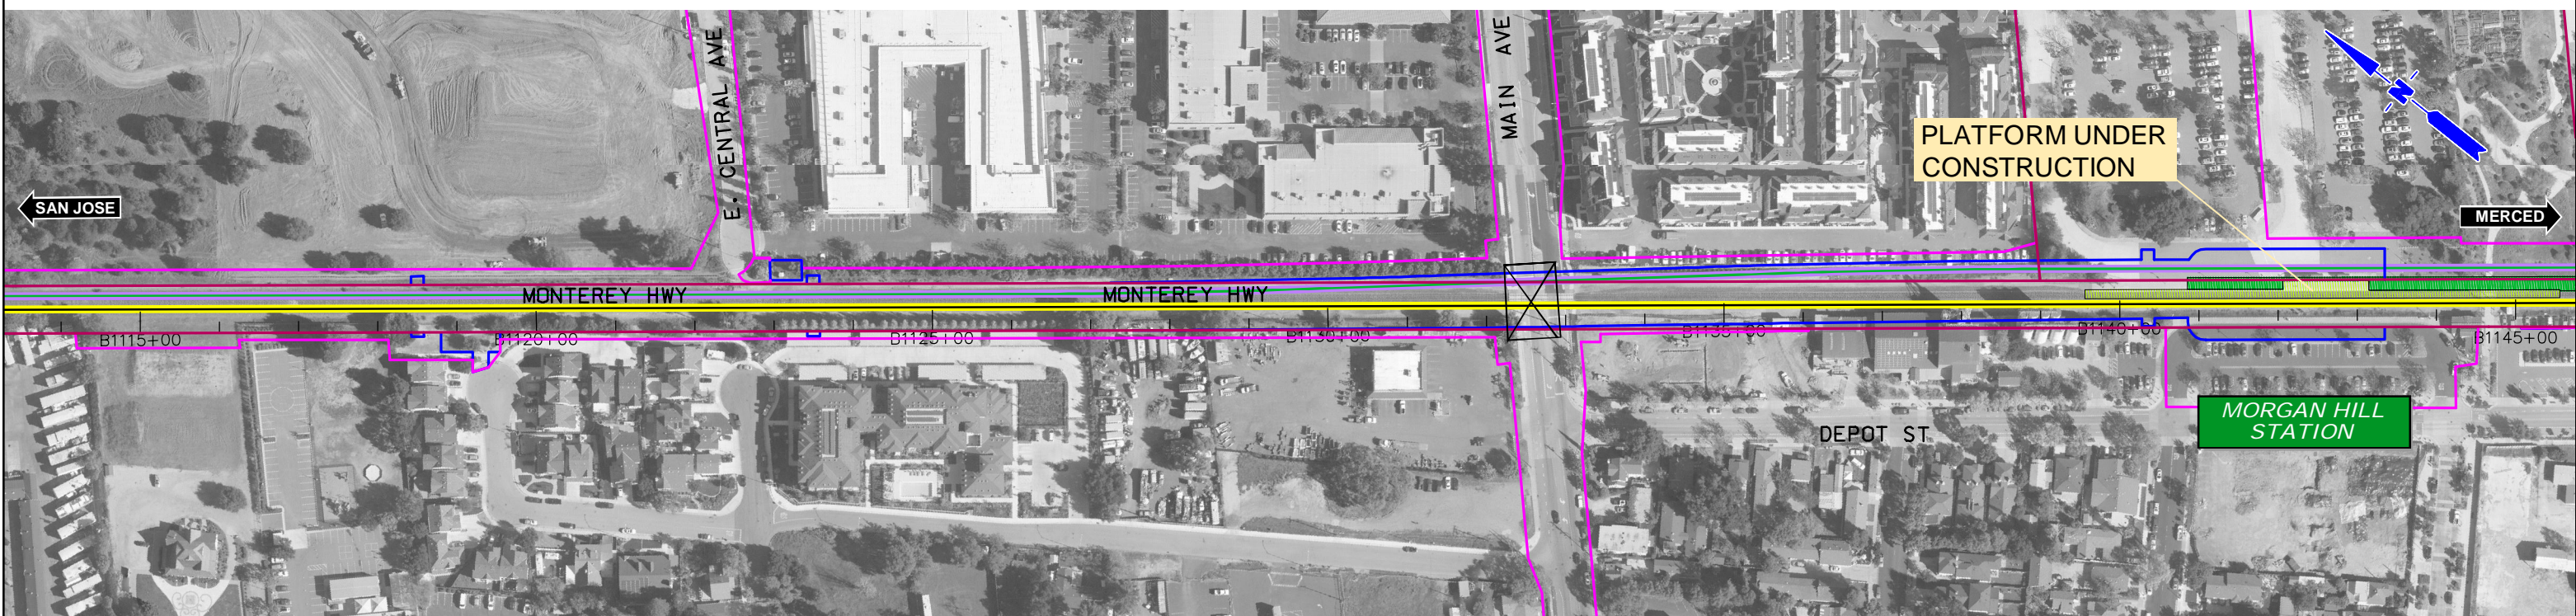 E. CENTRAL AVE
MAIN AVE
N
PLATFORM UNDER
CONSTRUCTION
SAN JOSE
MERCED
MONTEREY HWY
MONTEREY HWY
B1115+00
B1120+00
B1125+00
B1130+00
B1135+00
B1140+00
B1145+00
MORGAN HILL
STATION
DEPOT ST